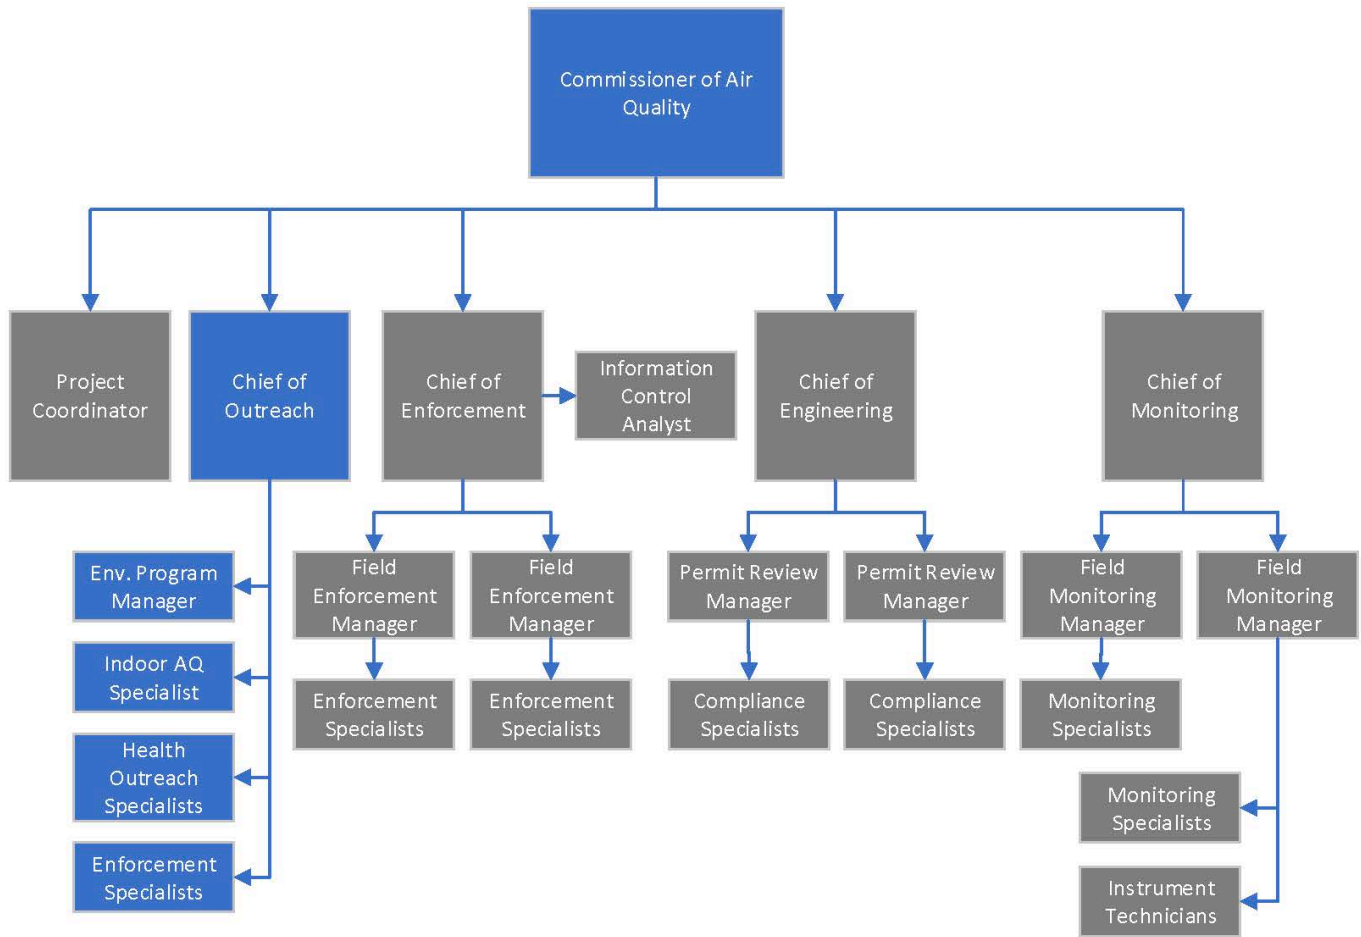 Commissioner of Air
Quality
Project
Coordinator
Chief of
Outreach
Chief of
Enforcement
Information
Control
Analyst
Chief of
Engineering
Chief of
Monitoring
Env. Program
Manager
Indoor AQ
Specialist
Health
Outreach
Specialists
Enforcement
Specialists
Field
Enforcement
Manager
Enforcement
Specialists
Field
Enforcement
Manager
Enforcement
Specialists
Permit Review
Manager
Compliance
Specialists
Permit Review
Manager
Compliance
Specialists
Field
Monitoring
Manager
Monitoring
Specialists
Field
Monitoring
Manager
Monitoring
Specialists
Instrument
Technicians